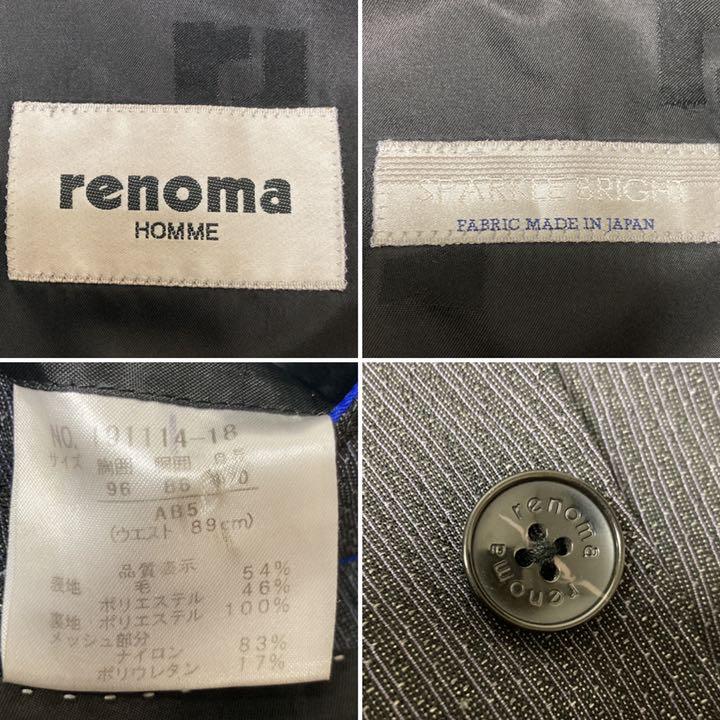 renoma
HOMME
SPARKLE BRIGHT
FABRIC MADE IN JAPAN
NO. 191114-18
サイズ 胸囲 胴囲
96 86 170
AB5
(ウエスト 89cm)
品質表示
表地 毛 54%
ポリエステル 46%
裏地 ポリエステル 100%
メッシュ部分
ナイロン 83%
ポリウレタン 17%
renoma
renoma